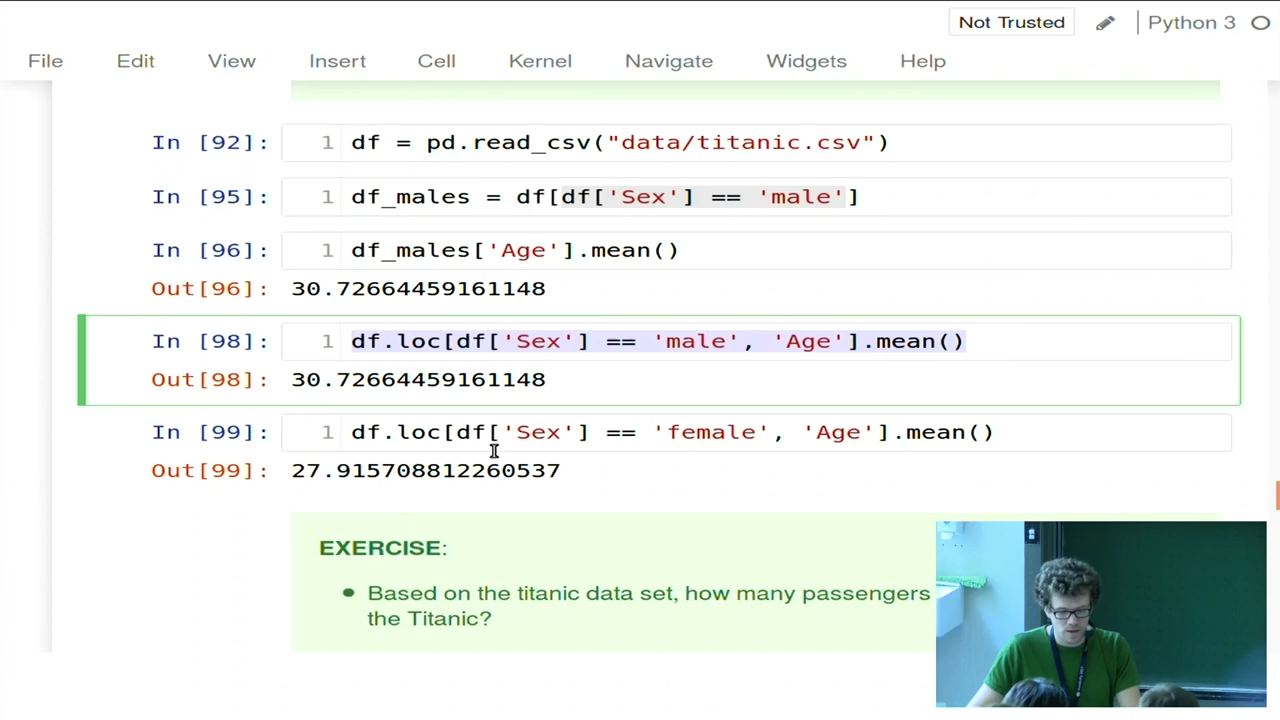 Not Trusted Python 3
File Edit View Insert Cell Kernel Navigate Widgets Help
In [92]: 1 df = pd.read_csv("data/titanic.csv")
In [95]: 1 df_males = df[df['Sex'] == 'male']
In [96]: 1 df_males['Age'].mean()
Out[96]: 30.72664459161148
In [98]: 1 df.loc[df['Sex'] == 'male', 'Age'].mean()
Out[98]: 30.72664459161148
In [99]: 1 df.loc[df['Sex'] == 'female', 'Age'].mean()
Out[99]: 27.915708812260537
EXERCISE:
• Based on the titanic data set, how many passengers
the Titanic?